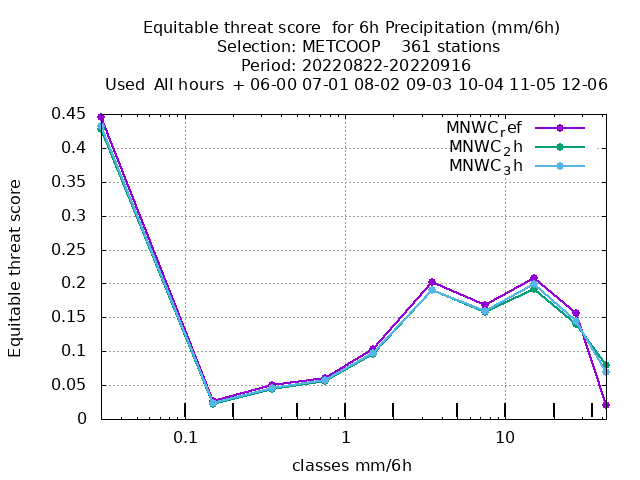 Equitable threat score  for 6h Precipitation (mm/6h)
Selection: METCOOP    361 stations
Period: 20220822-20220916
Used  All hours  + 06-00 07-01 08-02 09-03 10-04 11-05 12-06
MNWCref
MNWC2h
MNWC3h
0.45
0.4
0.35
0.3
0.25
0.2
0.15
0.1
0.05
0
Equitable threat score
0.1
1
10
classes mm/6h